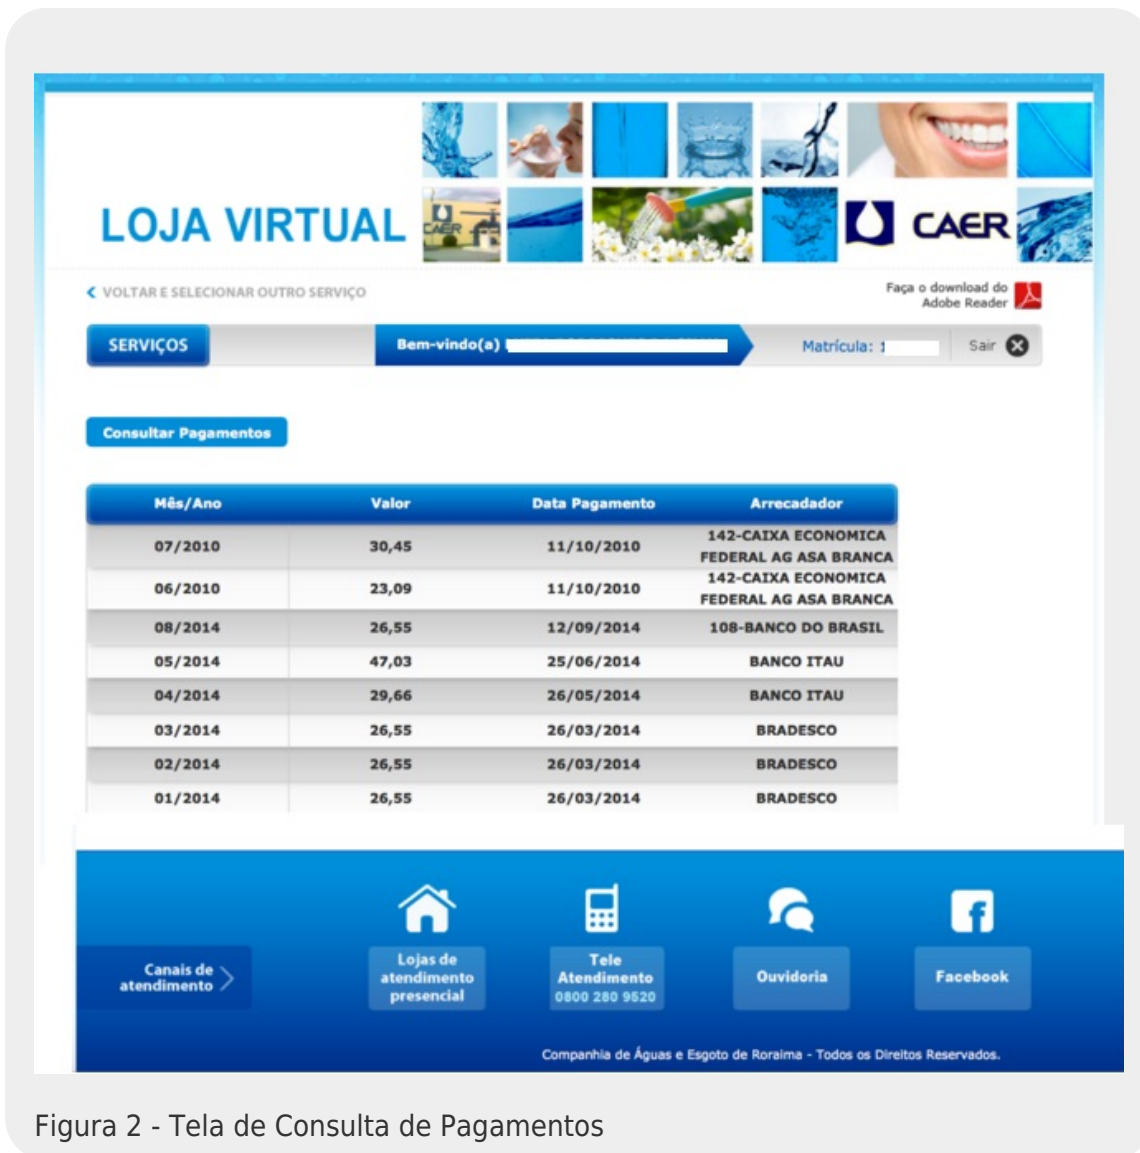 LOJA VIRTUAL
CAER
CAER
VOLTAR E SELECIONAR OUTRO SERVIÇO
Faça o download do
Adobe Reader
SERVIÇOS
Bem-vindo(a)
Matrícula: 1
Sair
Consultar Pagamentos
Mês/Ano Valor Data Pagamento Arrecadador
07/2010 30,45 11/10/2010 142-CAIXA ECONOMICA
FEDERAL AG ASA BRANCA
06/2010 23,09 11/10/2010 142-CAIXA ECONOMICA
FEDERAL AG ASA BRANCA
08/2014 26,55 12/09/2014 108-BANCO DO BRASIL
05/2014 47,03 25/06/2014 BANCO ITAU
04/2014 29,66 26/05/2014 BANCO ITAU
03/2014 26,55 26/03/2014 BRADESCO
02/2014 26,55 26/03/2014 BRADESCO
01/2014 26,55 26/03/2014 BRADESCO
Canais de
atendimento
Lojas de
atendimento
presencial
Tele
Atendimento
0800 280 9520
Ouvidoria
Facebook
Companhia de Águas e Esgoto de Roraima - Todos os Direitos Reservados.
Figura 2 - Tela de Consulta de Pagamentos